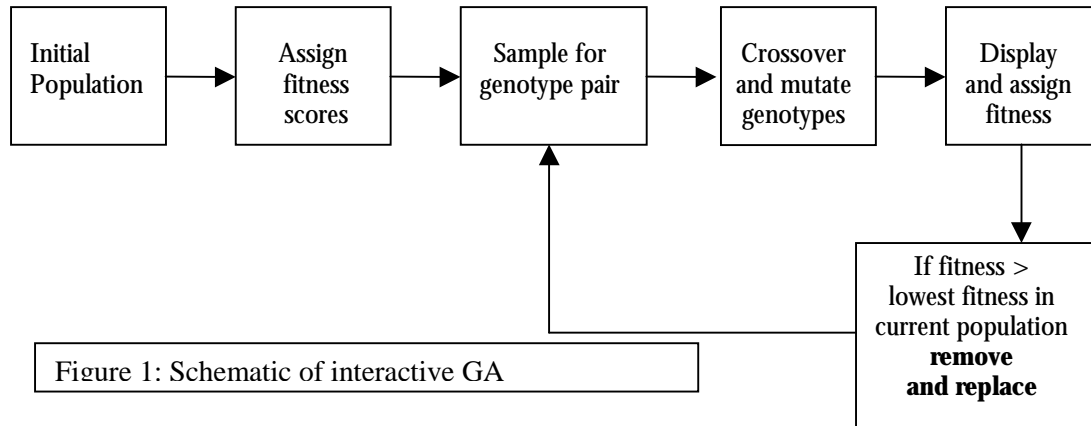 Initial
Population
Assign
fitness
scores
Sample for
genotype pair
Crossover
and mutate
genotypes
Display
and assign
fitness
If fitness >
lowest fitness in
current population
remove
and replace
Figure 1: Schematic of interactive GA